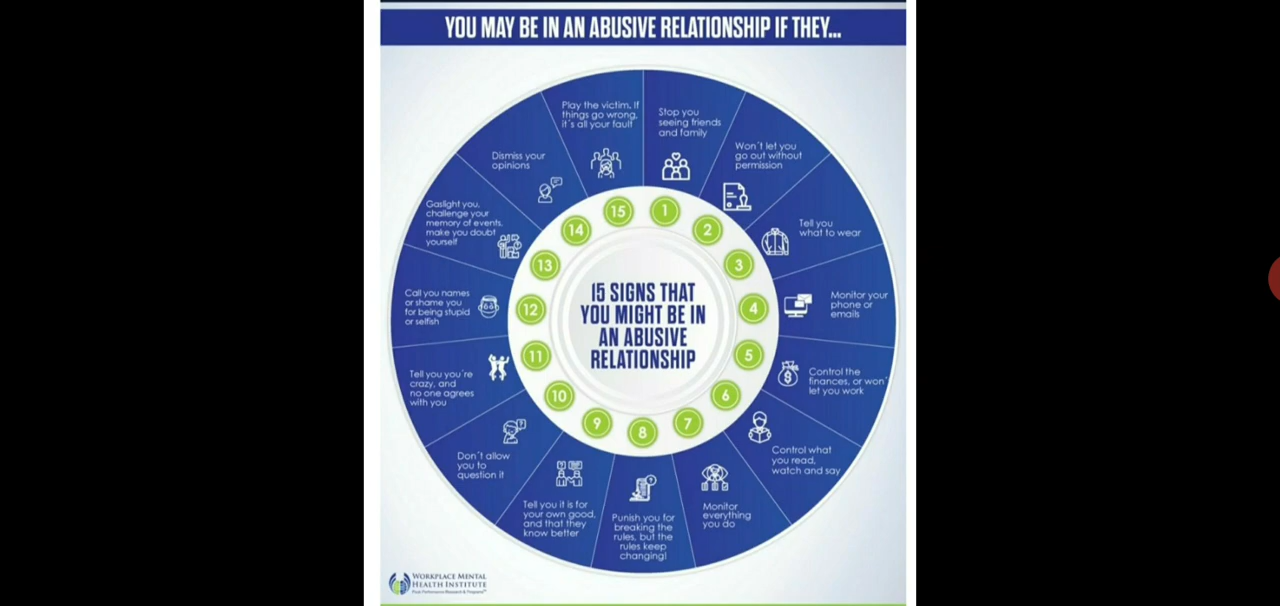 YOU MAY BE IN AN ABUSIVE RELATIONSHIP IF THEY...
Stop you
seeing friends
and family
Won´t let you
go out without
permission
Tell you
what to wear
Monitor your
phone or
emails
Control the
finances, or won´
let you work
Control what
you read,
watch and say
Monitor
everything
you do
Punish you for
breaking the
rules, but the
rules keep
changing!
Tell you it is for
your own good,
and that they
know better
Don´t allow
you to
question it
Tell you you´re
crazy, and
no one agrees
with you
Call you names
or shame you
for being stupid
or selfish
Gaslight you,
challenge your
memory of events,
make you doubt
yourself
Dismiss your
opinions
Play the victim. If
things go wrong,
it´s all your fault
1
2
3
4
5
6
7
8
9
10
11
12
13
14
15
15 SIGNS THAT
YOU MIGHT BE IN
AN ABUSIVE
RELATIONSHIP
WORKPLACE MENTAL
HEALTH INSTITUTE
Peak Performance Research & Programs™